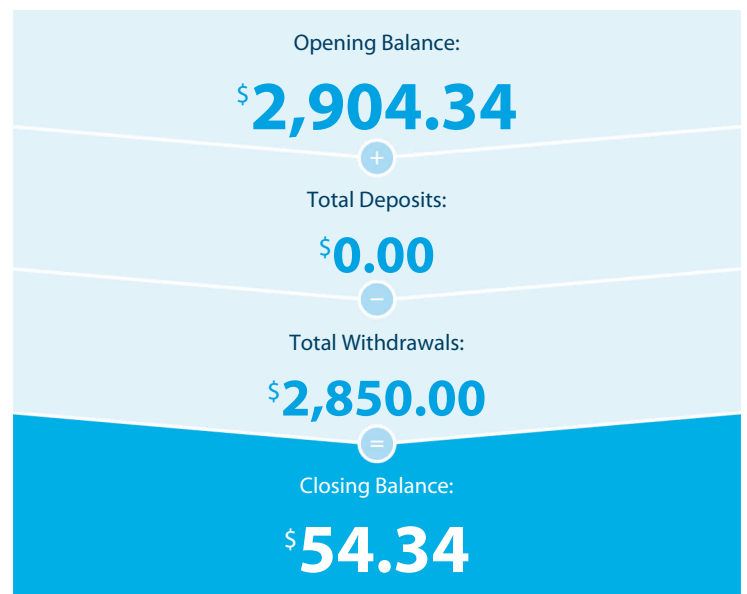 Opening Balance:
$2,904.34
+
Total Deposits:
$0.00
−
Total Withdrawals:
$2,850.00
=
Closing Balance:
$54.34